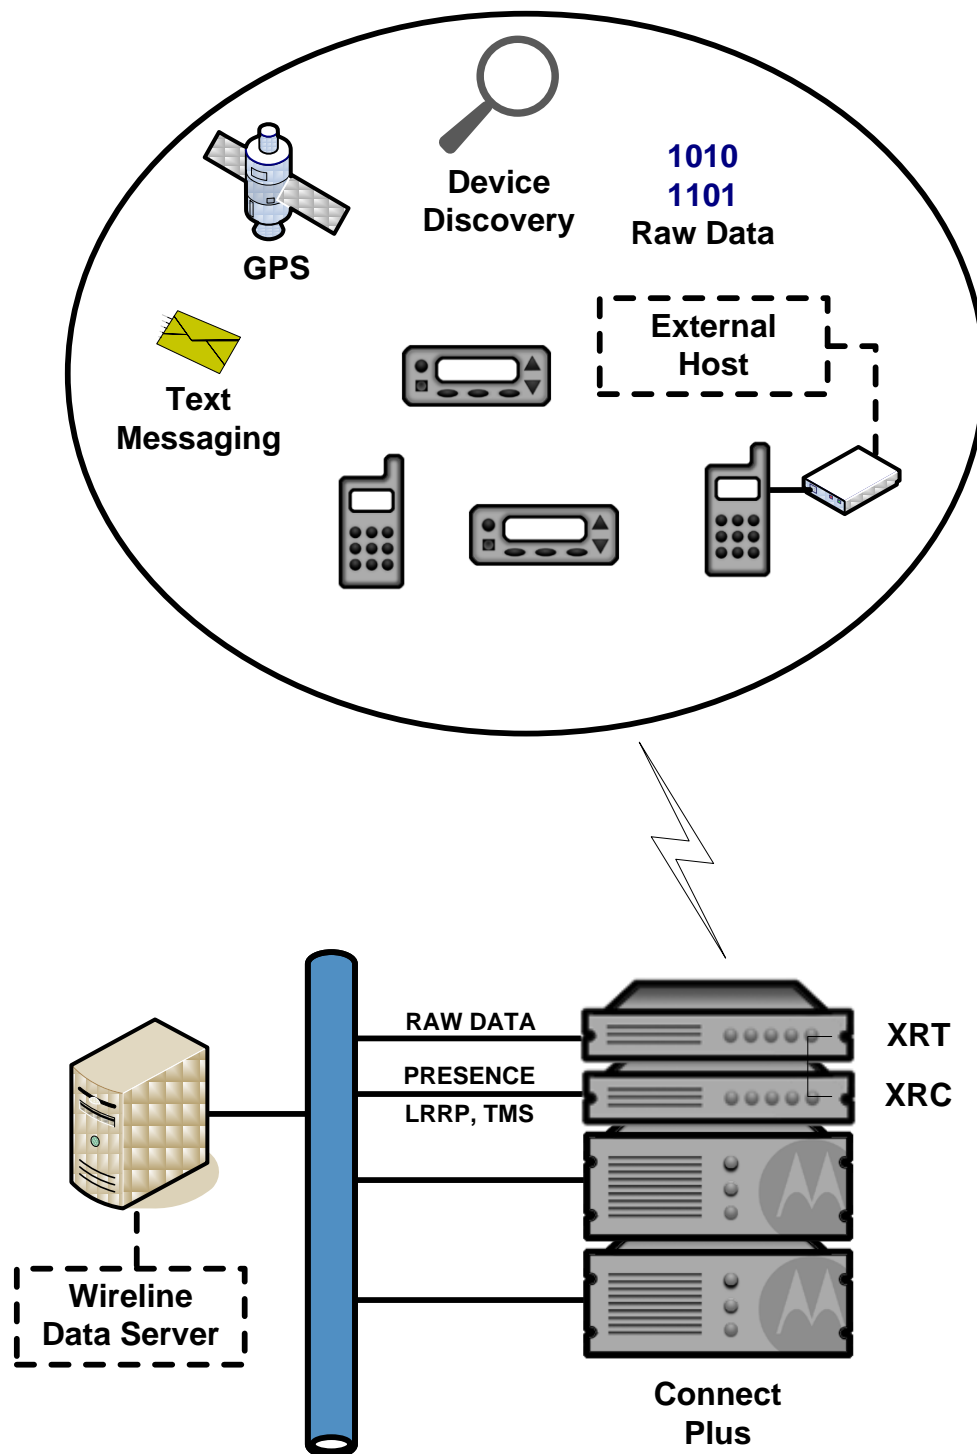 Device
Discovery
1010
1101
Raw Data
GPS
External
Host
Text
Messaging
RAW DATA
XRT
PRESENCE
XRC
LRRP, TMS
Wireline
Data Server
Connect
Plus